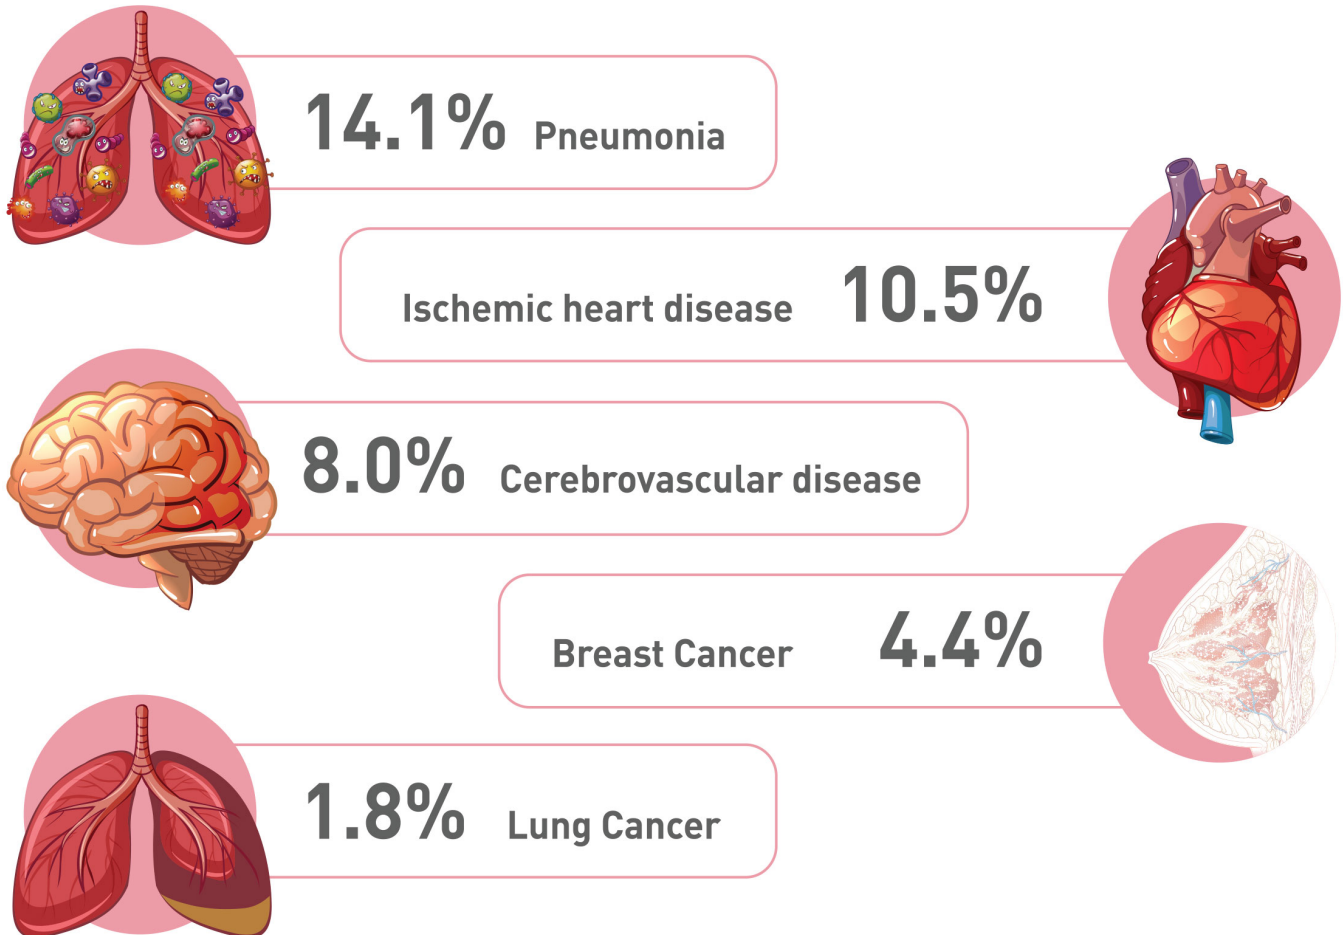 14.1% Pneumonia
Ischemic heart disease 10.5%
8.0% Cerebrovascular disease
Breast Cancer 4.4%
1.8% Lung Cancer